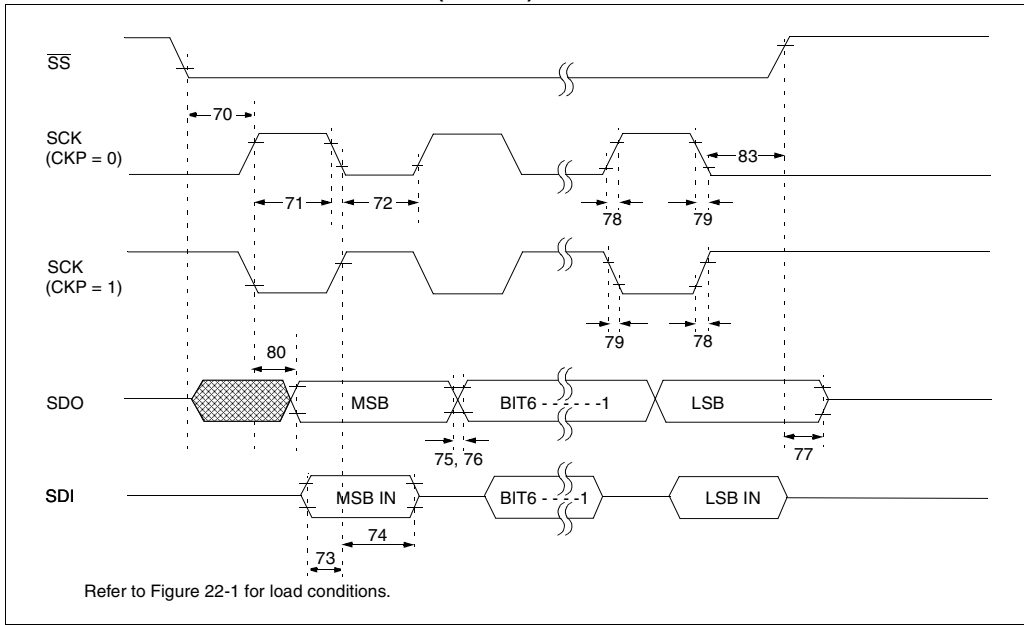 SS
70
SCK
(CKP = 0)
83
71
72
78
79
SCK
(CKP = 1)
79
78
80
SDO
MSB
BIT6 - - - - - -1
LSB
75, 76
77
SDI
MSB IN
BIT6 - - - -1
LSB IN
74
73
Refer to Figure 22-1 for load conditions.